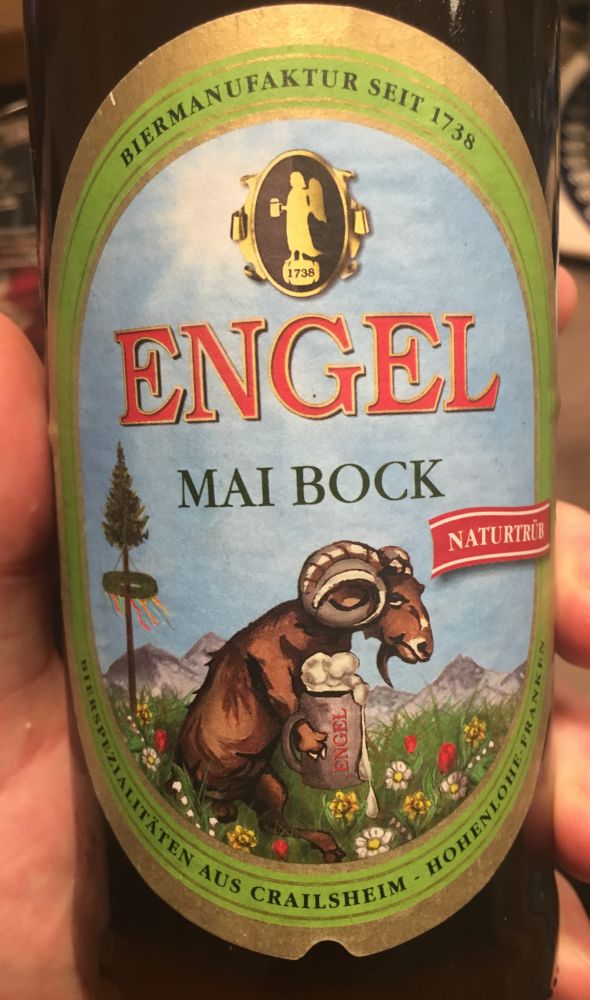 BIERMANUFAKTUR SEIT 1738
1738
ENGEL
MAI BOCK
NATURTRÜB
ENGEL
BIERSPEZIALITÄTEN AUS CRAILSHEIM - HOHENLOHE-FRANKEN